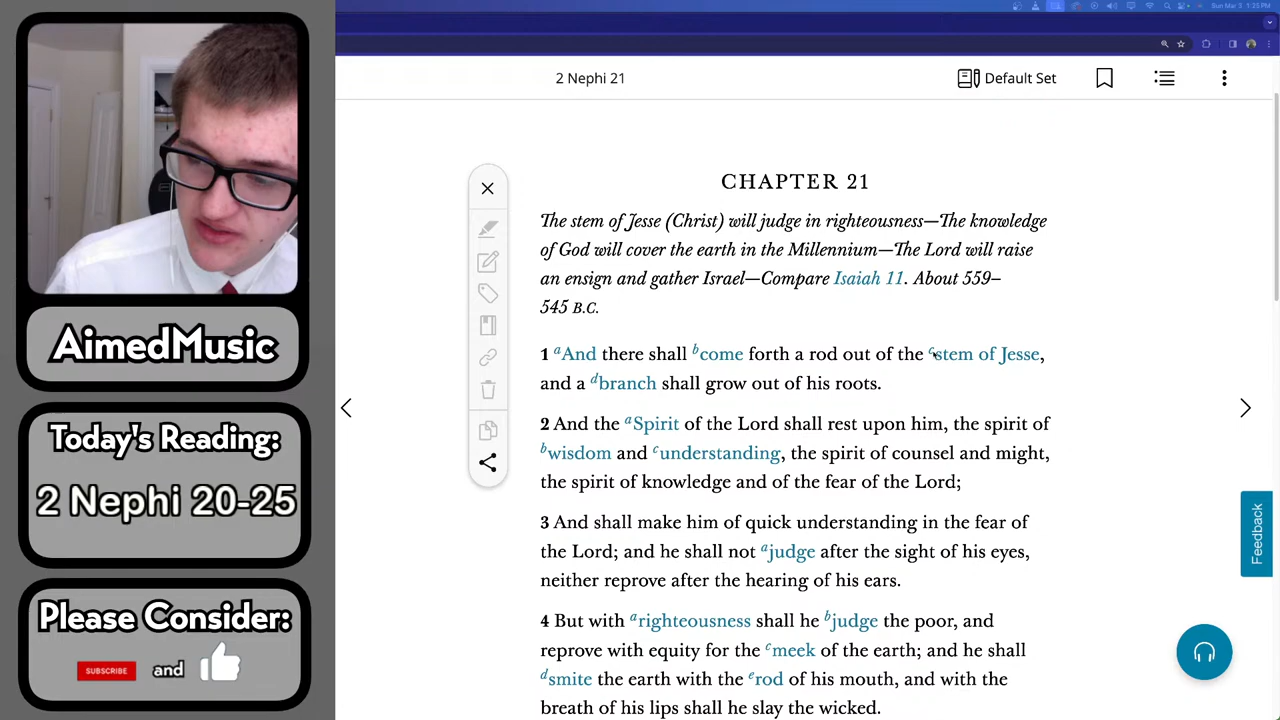 Sun Mar 3 1:35 PM
2 Nephi 21
Default Set
CHAPTER 21
The stem of Jesse (Christ) will judge in righteousness—The knowledge
of God will cover the earth in the Millennium—The Lord will raise
an ensign and gather Israel—Compare Isaiah 11. About 559–
545 B.C.
1 aAnd there shall bcome forth a rod out of the cstem of Jesse,
and a dbranch shall grow out of his roots.
2 And the aSpirit of the Lord shall rest upon him, the spirit of
bwisdom and cunderstanding, the spirit of counsel and might,
the spirit of knowledge and of the fear of the Lord;
3 And shall make him of quick understanding in the fear of
the Lord; and he shall not ajudge after the sight of his eyes,
neither reprove after the hearing of his ears.
4 But with arighteousness shall he bjudge the poor, and
reprove with equity for the cmeek of the earth; and he shall
dsmite the earth with the erod of his mouth, and with the
breath of his lips shall he slay the wicked.
Feedback
AimedMusic
Today's Reading:
2 Nephi 20-25
Please Consider:
SUBSCRIBE and